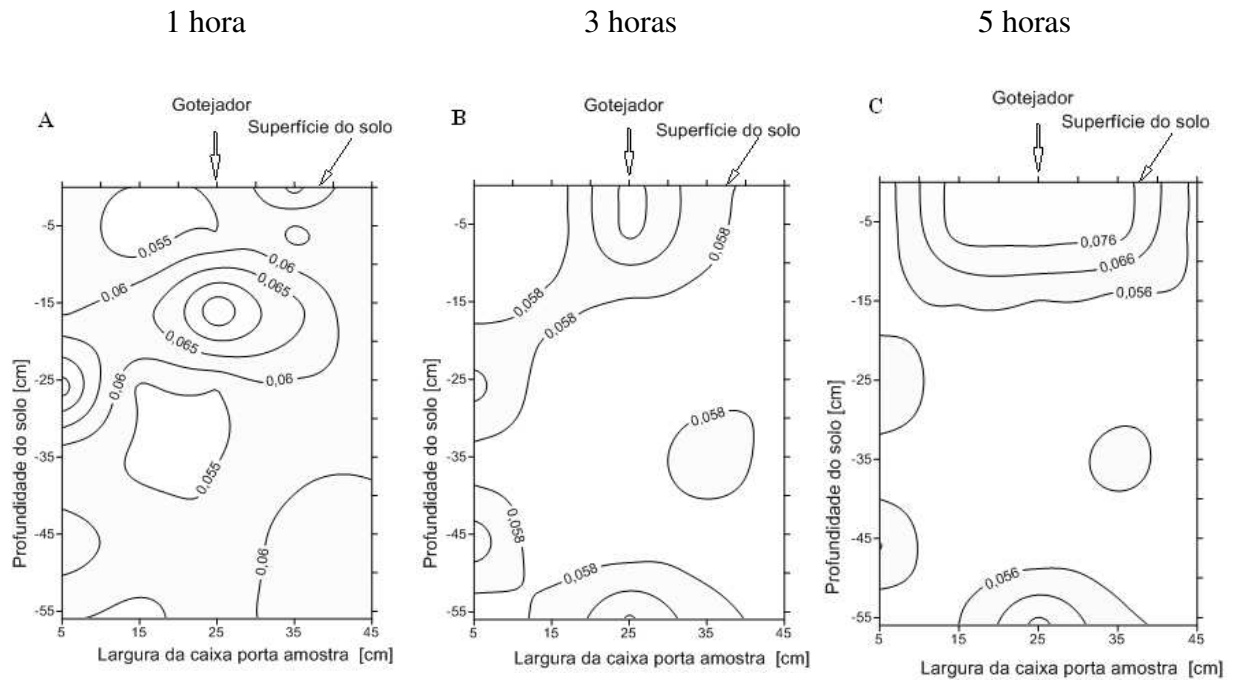 1 hora
3 horas
5 horas
A
Gotejador
Superfície do solo
0,055
0,06
0,06
0,065
0,065
0,06
0,06
0,055
0,06
-5
-15
-25
-35
-45
-55
5
15
25
35
45
Profundidade do solo [cm]
Largura da caixa porta amostra [cm]
B
Gotejador
Superfície do solo
0,058
0,058
0,058
0,058
0,058
0,058
-5
-15
-25
-35
-45
-55
5
15
25
35
45
Profundidade do solo [cm]
Largura da caixa porta amostra [cm]
C
Gotejador
Superfície do solo
0,076
0,066
0,056
0,056
-5
-15
-25
-35
-45
-55
5
15
25
35
45
Profundidade do solo [cm]
Largura da caixa porta amostra [cm]